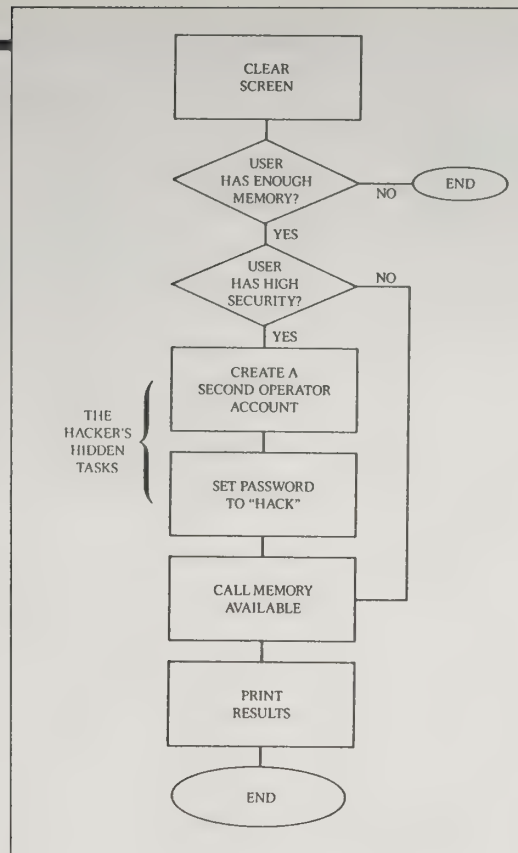 CLEAR
SCREEN
USER
HAS ENOUGH
MEMORY?
NO
END
YES
USER
HAS HIGH
SECURITY?
NO
YES
CREATE A
SECOND OPERATOR
ACCOUNT
THE
HACKER'S
HIDDEN
TASKS
SET PASSWORD
TO "HACK"
CALL MEMORY
AVAILABLE
PRINT
RESULTS
END